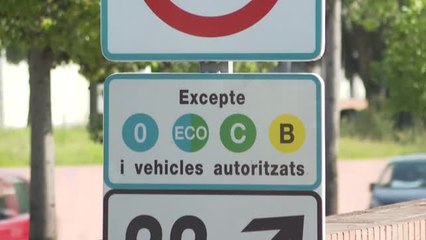 Excepte
0 ECO C B
i vehicles autoritzats